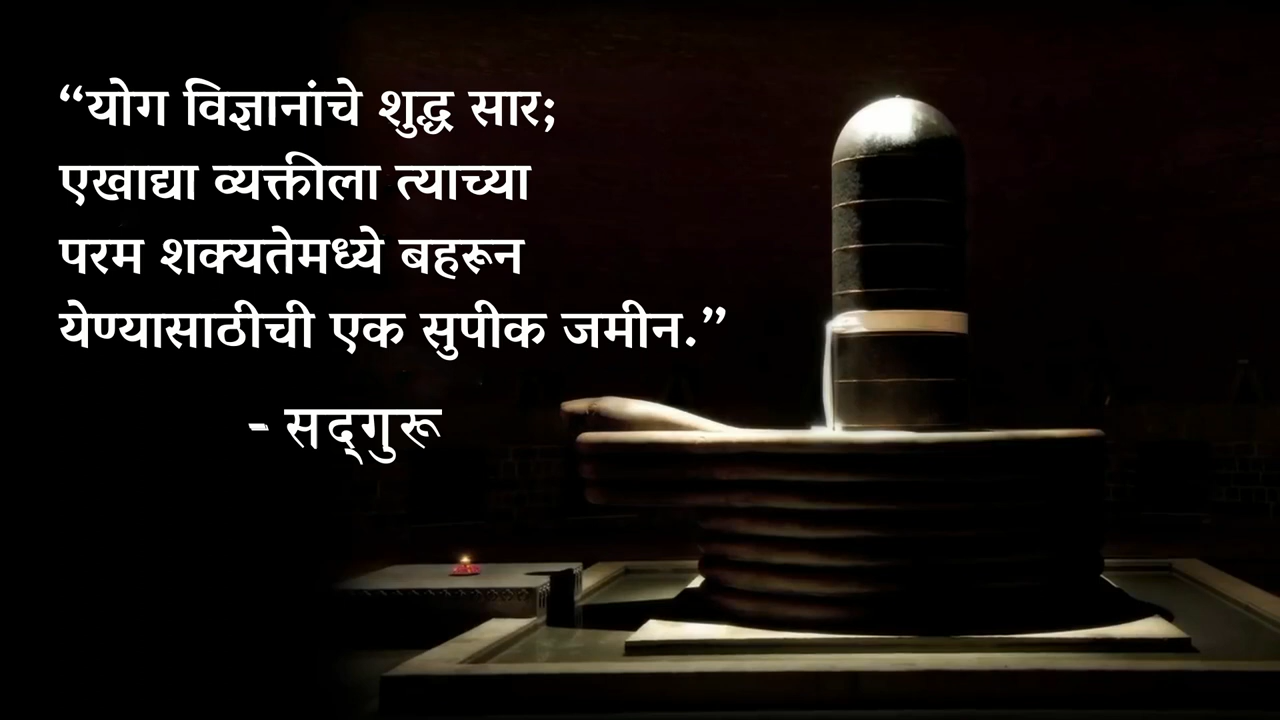 “योग विज्ञानांचे शुद्ध सार;
एखाद्या व्यक्तीला त्याच्या
परम शक्यतेमध्ये बहरून
येण्यासाठीची एक सुपीक जमीन.”
- सद्‌गुरू